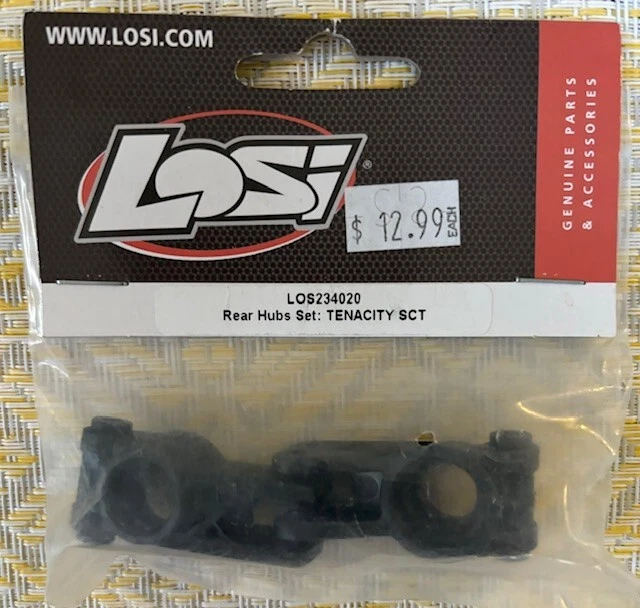 WWW.LOSI.COM
LOSI®
GENUINE PARTS
& ACCESSORIES
$ 12.99 EACH
LOS234020
Rear Hubs Set: TENACITY SCT